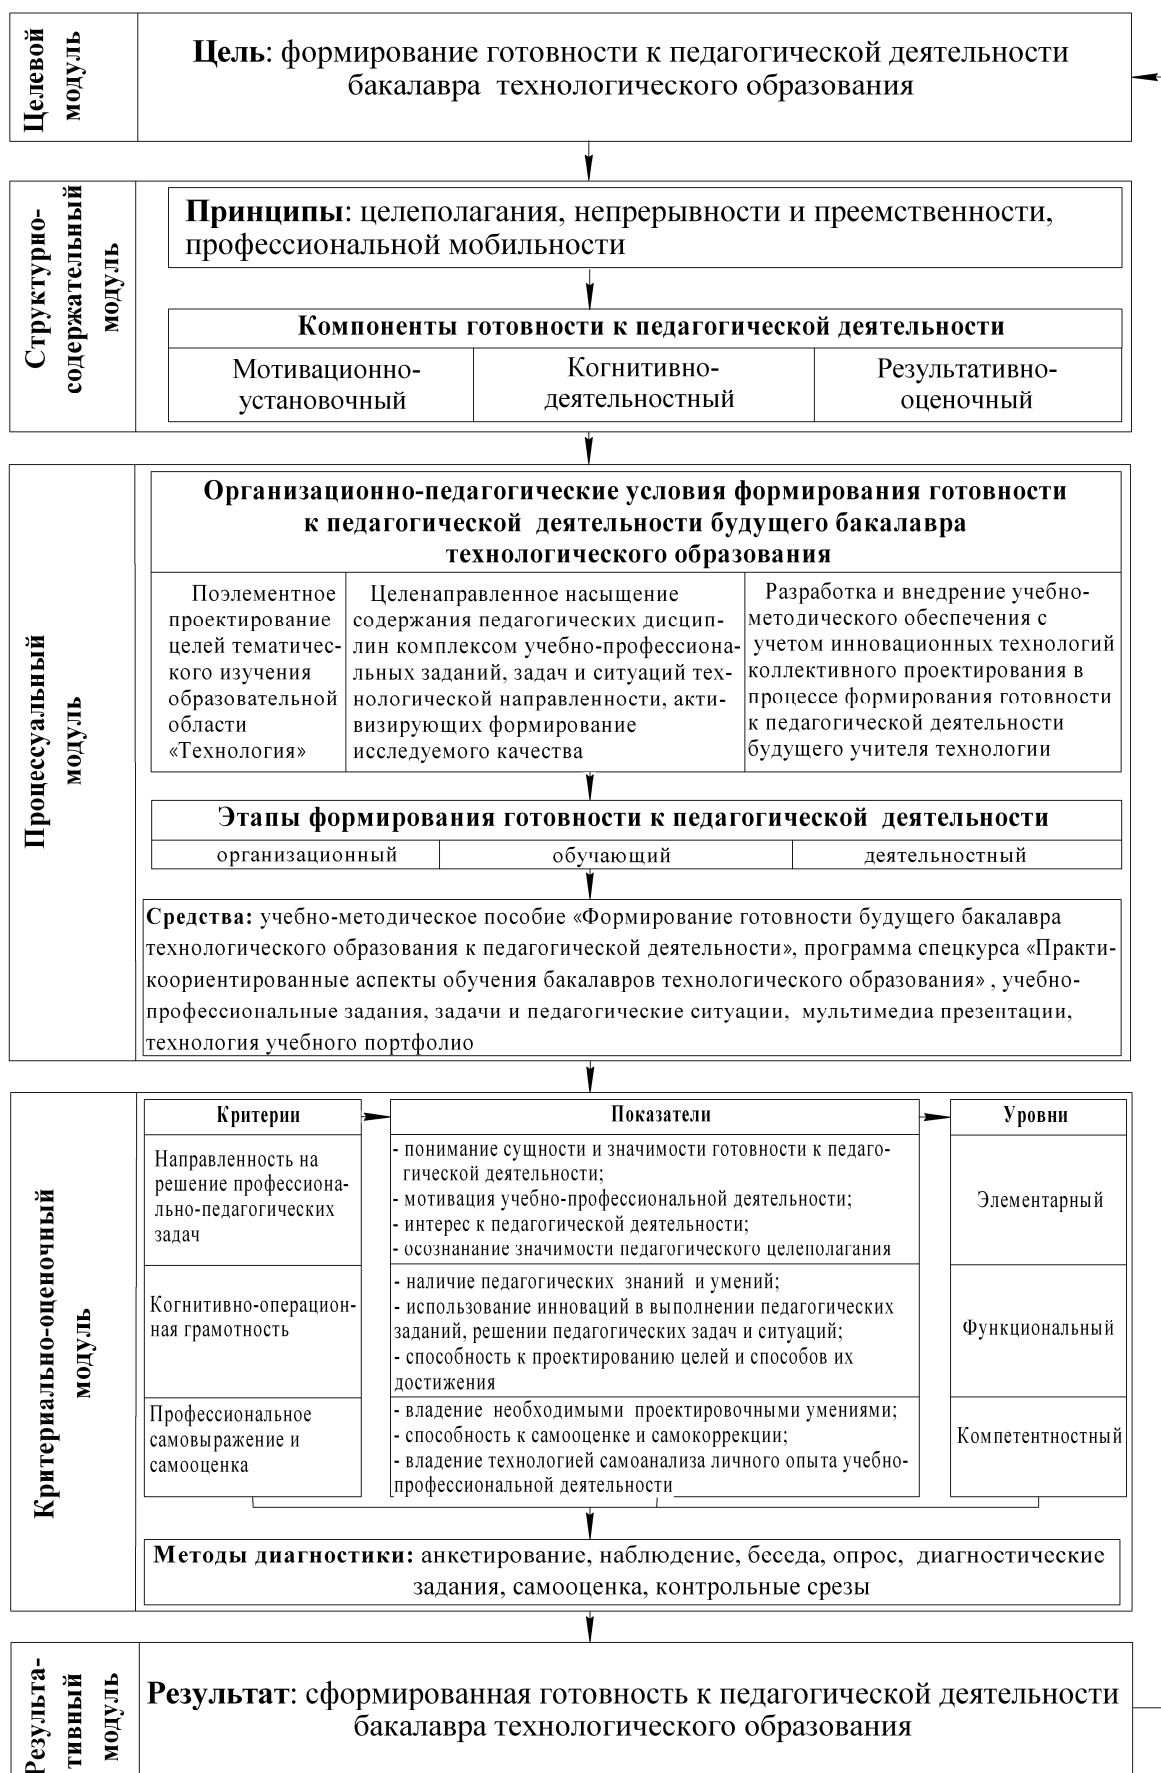 Целевой
модуль
Цель: формирование готовности к педагогической деятельности
бакалавра технологического образования
Структурно-
содержательный
модуль
Принципы: целеполагания, непрерывности и преемственности,
профессиональной мобильности
Компоненты готовности к педагогической деятельности
Мотивационно-
установочный
Когнитивно-
деятельностный
Результативно-
оценочный
Процессуальный
модуль
Организационно-педагогические условия формирования готовности
к педагогической деятельности будущего бакалавра
технологического образования
Поэлементное
проектирование
целей тематичес-
кого изучения
образовательной
области
«Технология»
Целенаправленное насыщение
содержания педагогических дисцип-
лин комплексом учебно-профессиона-
льных заданий, задач и ситуаций тех-
нологической направленности, акти-
визирующих формирование
исследуемого качества
Разработка и внедрение учебно-
методического обеспечения с
учетом инновационных технологий
коллективного проектирования в
процессе формирования готовности
к педагогической деятельности
будущего учителя технологии
Этапы формирования готовности к педагогической деятельности
организационный
обучающий
деятельностный
Средства: учебно-методическое пособие «Формирование готовности будущего бакалавра
технологического образования к педагогической деятельности», программа спецкурса «Практи-
коориентированные аспекты обучения бакалавров технологического образования» , учебно-
профессиональные задания, задачи и педагогические ситуации, мультимедиа презентации,
технология учебного портфолио
Критериально-оценочный
модуль
Критерии
Показатели
Уровни
Направленность на
решение профессиона-
льно-педагогических
задач
- понимание сущности и значимости готовности к педаго-
гической деятельности;
- мотивация учебно-профессиональной деятельности;
- интерес к педагогической деятельности;
- осознанание значимости педагогического целеполагания
Элементарный
Когнитивно-операцион-
ная грамотность
- наличие педагогических знаний и умений;
- использование инноваций в выполнении педагогических
заданий, решении педагогических задач и ситуаций;
- способность к проектированию целей и способов их
достижения
Функциональный
Профессиональное
самовыражение и
самооценка
- владение необходимыми проектировочными умениями;
- способность к самооценке и самокоррекции;
- владение технологией самоанализа личного опыта учебно-
профессиональной деятельности
Компетентностный
Методы диагностики: анкетирование, наблюдение, беседа, опрос, диагностические
задания, самооценка, контрольные срезы
Результа-
тивный
модуль
Результат: сформированная готовность к педагогической деятельности
бакалавра технологического образования